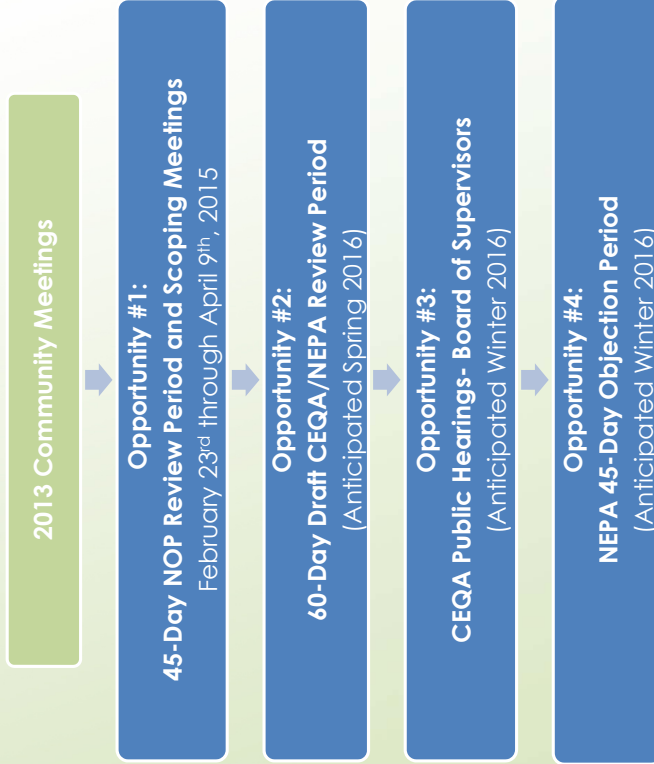 2013 Community Meetings
Opportunity #1:
45-Day NOP Review Period and Scoping Meetings
February 23rd through April 9th, 2015
Opportunity #2:
60-Day Draft CEQA/NEPA Review Period
(Anticipated Spring 2016)
Opportunity #3:
CEQA Public Hearings- Board of Supervisors
(Anticipated Winter 2016)
Opportunity #4:
NEPA 45-Day Objection Period
(Anticipated Winter 2016)